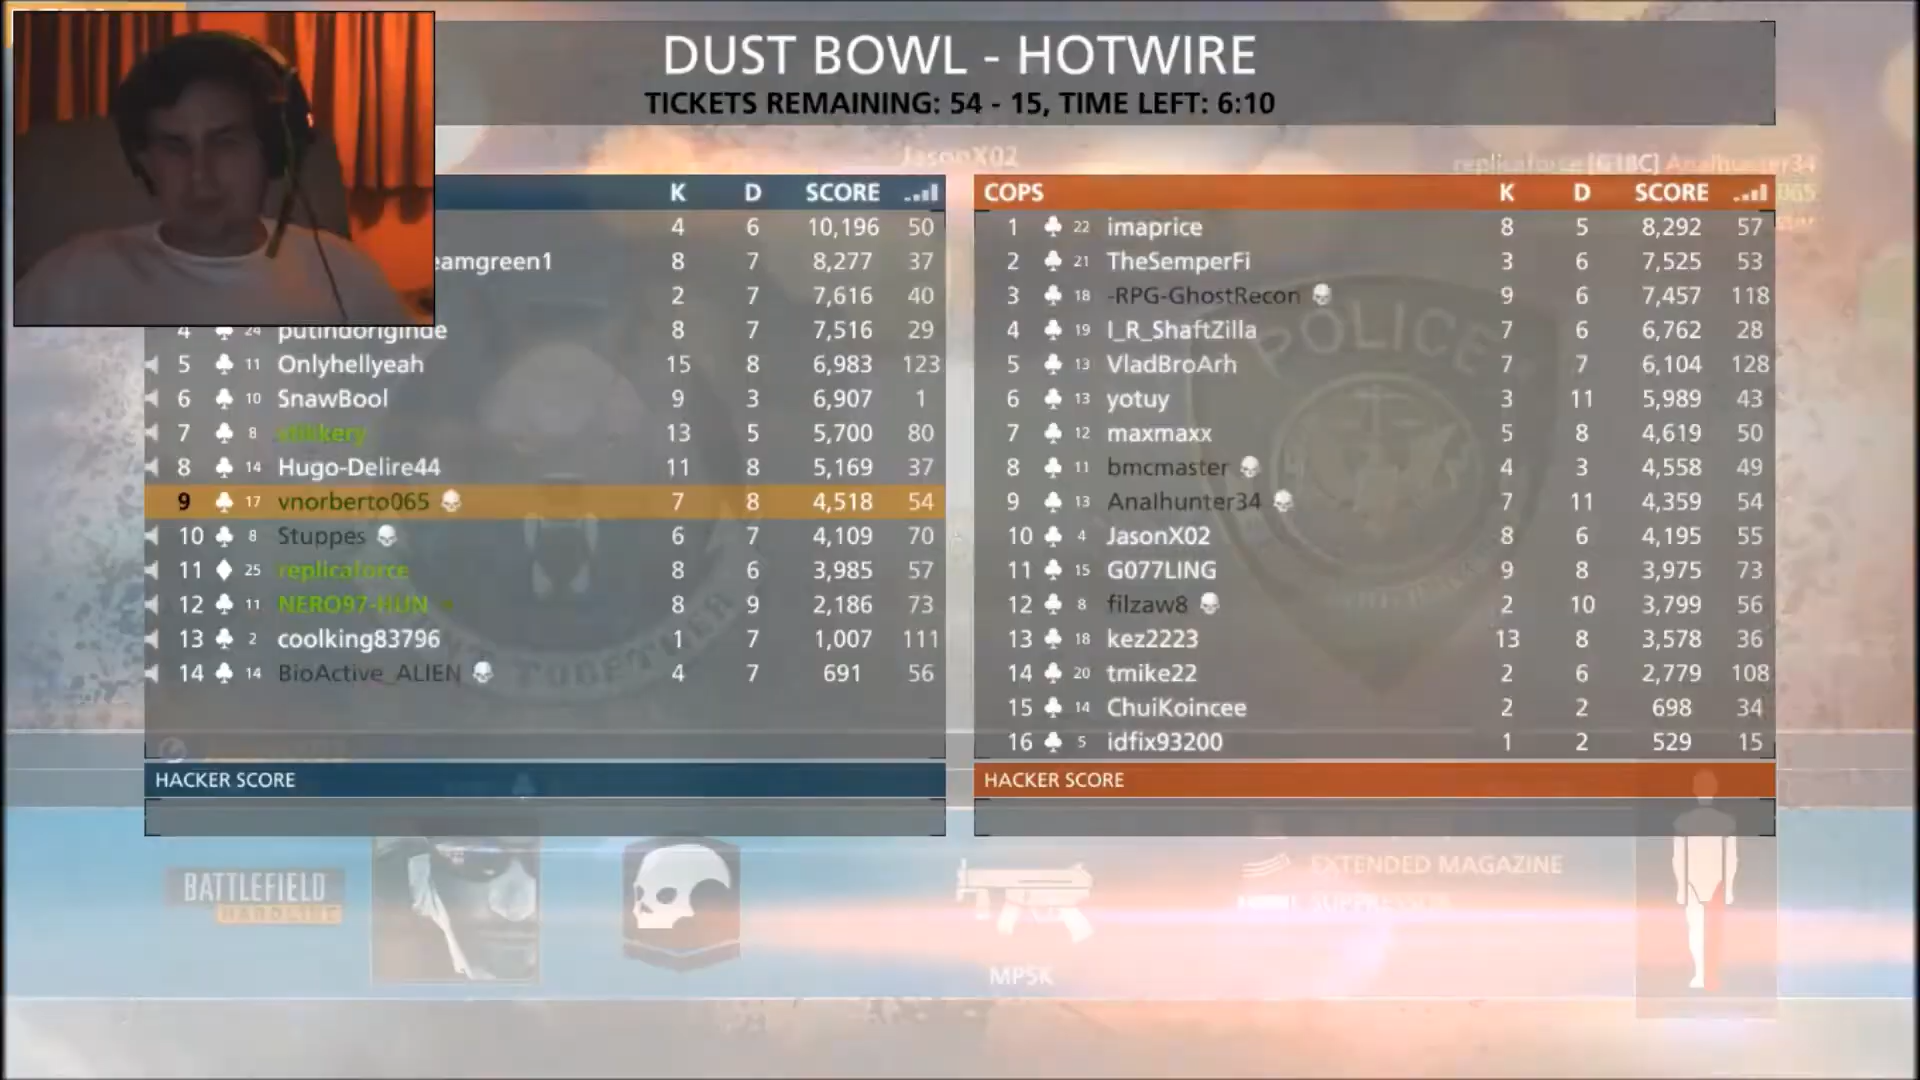 DUST BOWL - HOTWIRE
TICKETS REMAINING: 54 - 15, TIME LEFT: 6:10
JasonX02
replicaforce [G18C] Analhunter34
065
K D SCORE
4 6 10,196 50
eamgreen1 8 7 8,277 37
2 7 7,616 40
4 24 putindoriginde 8 7 7,516 29
5 11 Onlyhellyeah 15 8 6,983 123
6 10 SnawBool 9 3 6,907 1
7 8 13 5 5,700 80
8 14 Hugo-Delire44 11 8 5,169 37
9 17 vnorberto065 7 8 4,518 54
10 8 Stuppes 6 7 4,109 70
11 25 replicaforce 8 6 3,985 57
12 11 NERO97-HUN 8 9 2,186 73
13 2 coolking83796 1 7 1,007 111
14 14 BioActive_ALIEN 4 7 691 56
HACKER SCORE
COPS K D SCORE
1 22 imaprice 8 5 8,292 57
2 21 TheSemperFi 3 6 7,525 53
3 18 -RPG-GhostRecon 9 6 7,457 118
4 19 I_R_ShaftZilla 7 6 6,762 28
5 13 VladBroArh 7 7 6,104 128
6 13 yotuy 3 11 5,989 43
7 12 maxmaxx 5 8 4,619 50
8 11 bmcmaster 4 3 4,558 49
9 13 Analhunter34 7 11 4,359 54
10 4 JasonX02 8 6 4,195 55
11 15 G077LING 9 8 3,975 73
12 8 filzaw8 2 10 3,799 56
13 18 kez2223 13 8 3,578 36
14 20 tmike22 2 6 2,779 108
15 14 ChuiKoincee 2 2 698 34
16 5 idfix93200 1 2 529 15
HACKER SCORE
POLICE
TOGETHER
BATTLEFIELD
HARDLINE
MP5K
EXTENDED MAGAZINE
SUPPRESSOR